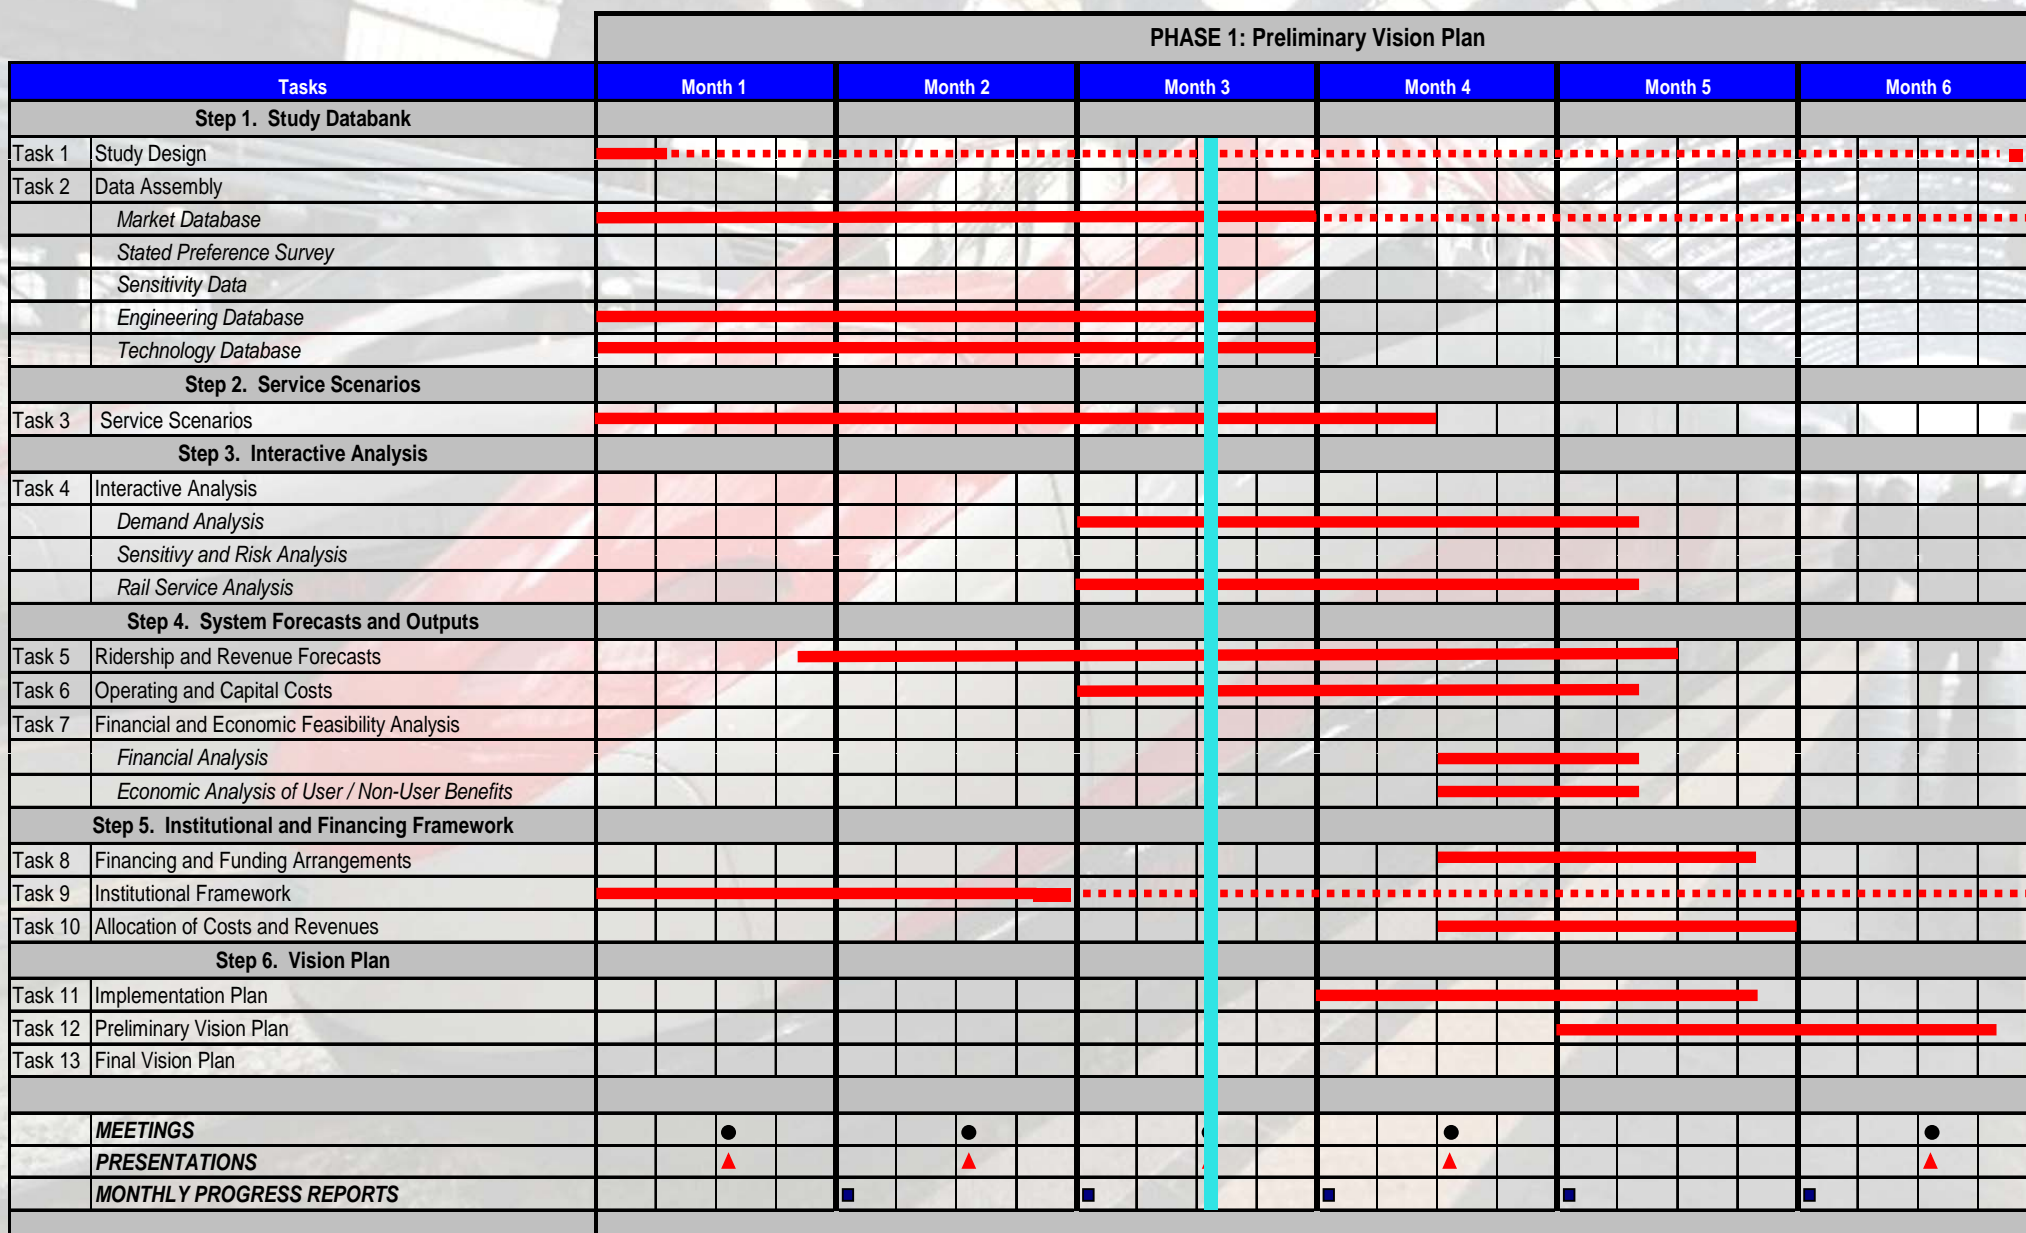 PHASE 1: Preliminary Vision Plan
Tasks Month 1 Month 2 Month 3 Month 4 Month 5 Month 6
Step 1. Study Databank
Task 1 Study Design
Task 2 Data Assembly
Market Database
Stated Preference Survey
Sensitivity Data
Engineering Database
Technology Database
Step 2. Service Scenarios
Task 3 Service Scenarios
Step 3. Interactive Analysis
Task 4 Interactive Analysis
Demand Analysis
Sensitivy and Risk Analysis
Rail Service Analysis
Step 4. System Forecasts and Outputs
Task 5 Ridership and Revenue Forecasts
Task 6 Operating and Capital Costs
Task 7 Financial and Economic Feasibility Analysis
Financial Analysis
Economic Analysis of User / Non-User Benefits
Step 5. Institutional and Financing Framework
Task 8 Financing and Funding Arrangements
Task 9 Institutional Framework
Task 10 Allocation of Costs and Revenues
Step 6. Vision Plan
Task 11 Implementation Plan
Task 12 Preliminary Vision Plan
Task 13 Final Vision Plan
MEETINGS
PRESENTATIONS
MONTHLY PROGRESS REPORTS